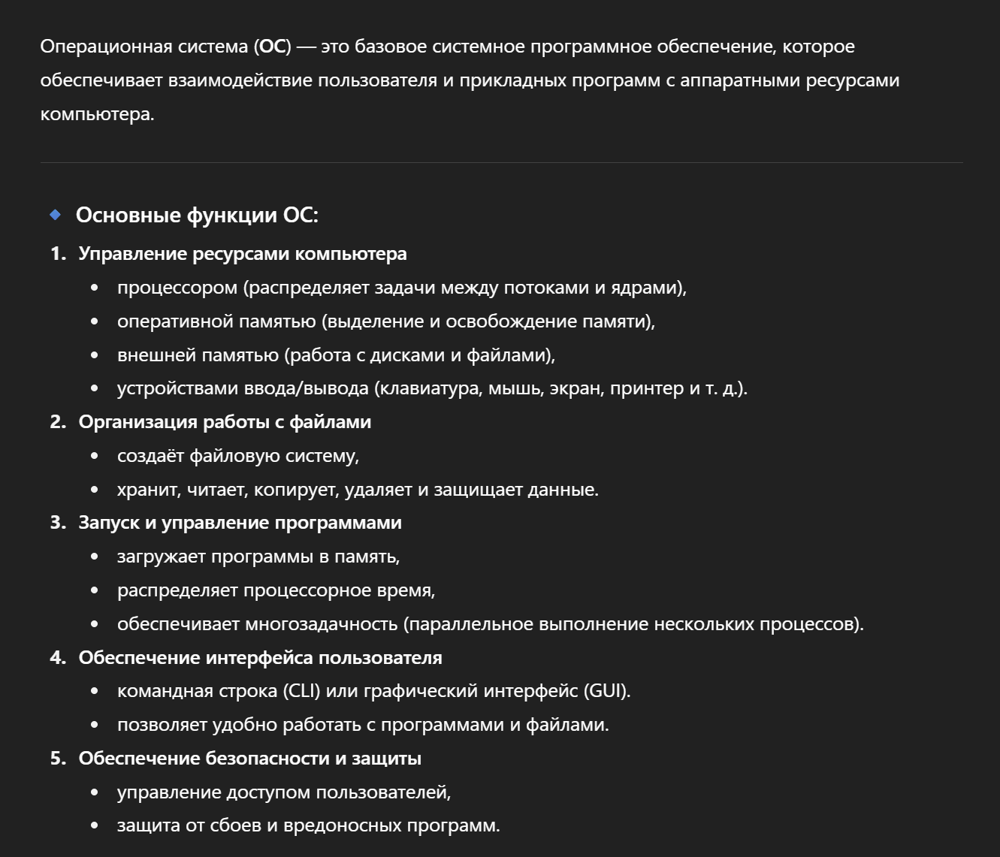 Операционная система (ОС) — это базовое системное программное обеспечение, которое
обеспечивает взаимодействие пользователя и прикладных программ с аппаратными ресурсами
компьютера.
Основные функции ОС:
1. Управление ресурсами компьютера
• процессором (распределяет задачи между потоками и ядрами),
• оперативной памятью (выделение и освобождение памяти),
• внешней памятью (работа с дисками и файлами),
• устройствами ввода/вывода (клавиатура, мышь, экран, принтер и т. д.).
2. Организация работы с файлами
• создаёт файловую систему,
• хранит, читает, копирует, удаляет и защищает данные.
3. Запуск и управление программами
• загружает программы в память,
• распределяет процессорное время,
• обеспечивает многозадачность (параллельное выполнение нескольких процессов).
4. Обеспечение интерфейса пользователя
• командная строка (CLI) или графический интерфейс (GUI).
• позволяет удобно работать с программами и файлами.
5. Обеспечение безопасности и защиты
• управление доступом пользователей,
• защита от сбоев и вредоносных программ.